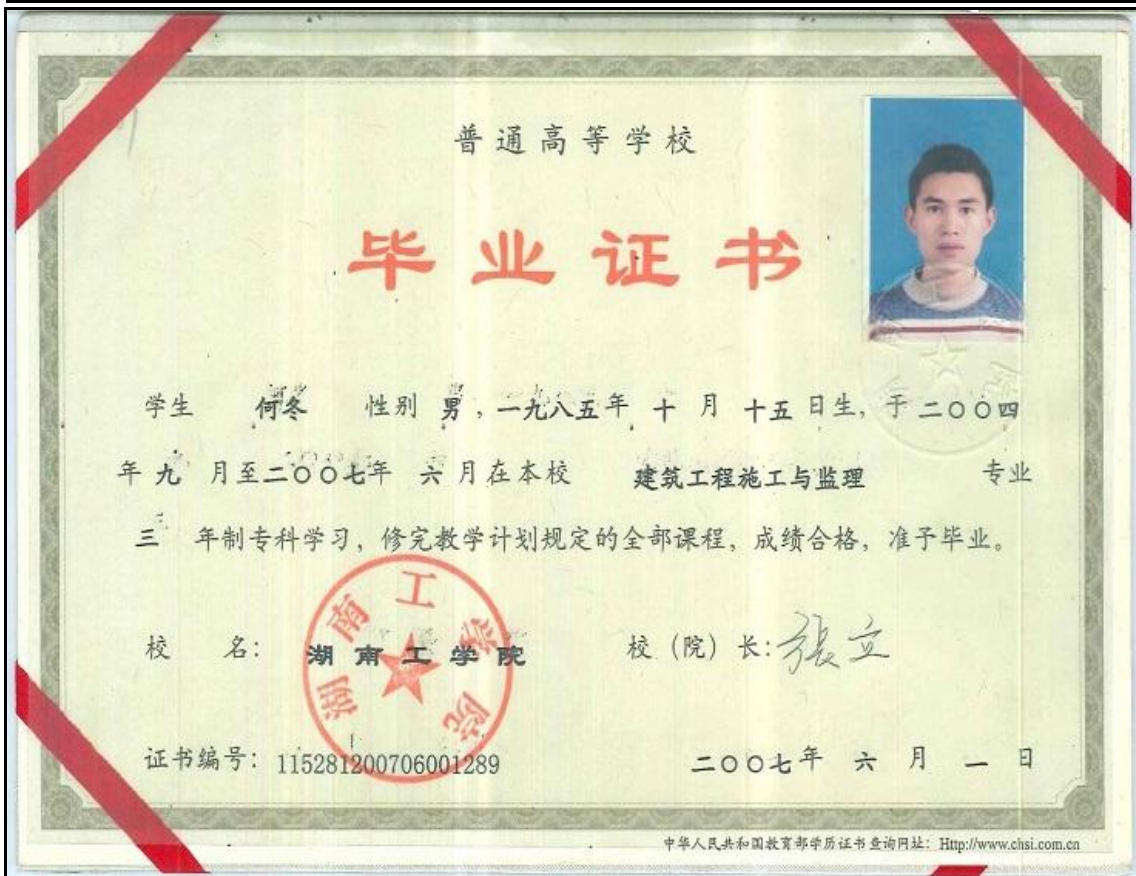 普通高等学校
毕业证书
学生 何冬 性别 男，一九八五年 十 月 十五 日生，于 二〇〇四
年 九 月至二〇〇七年 六 月在本校 建筑工程施工与监理 专业
三 年制专科学习，修完教学计划规定的全部课程，成绩合格，准予毕业。
校 名： 湖南工学院 校（院）长：张立
湖南工学院
证书编号：115281200706001289 二〇〇七年 六 月 一 日
中华人民共和国教育部学历证书查询网址：Http://www.chsi.com.cn